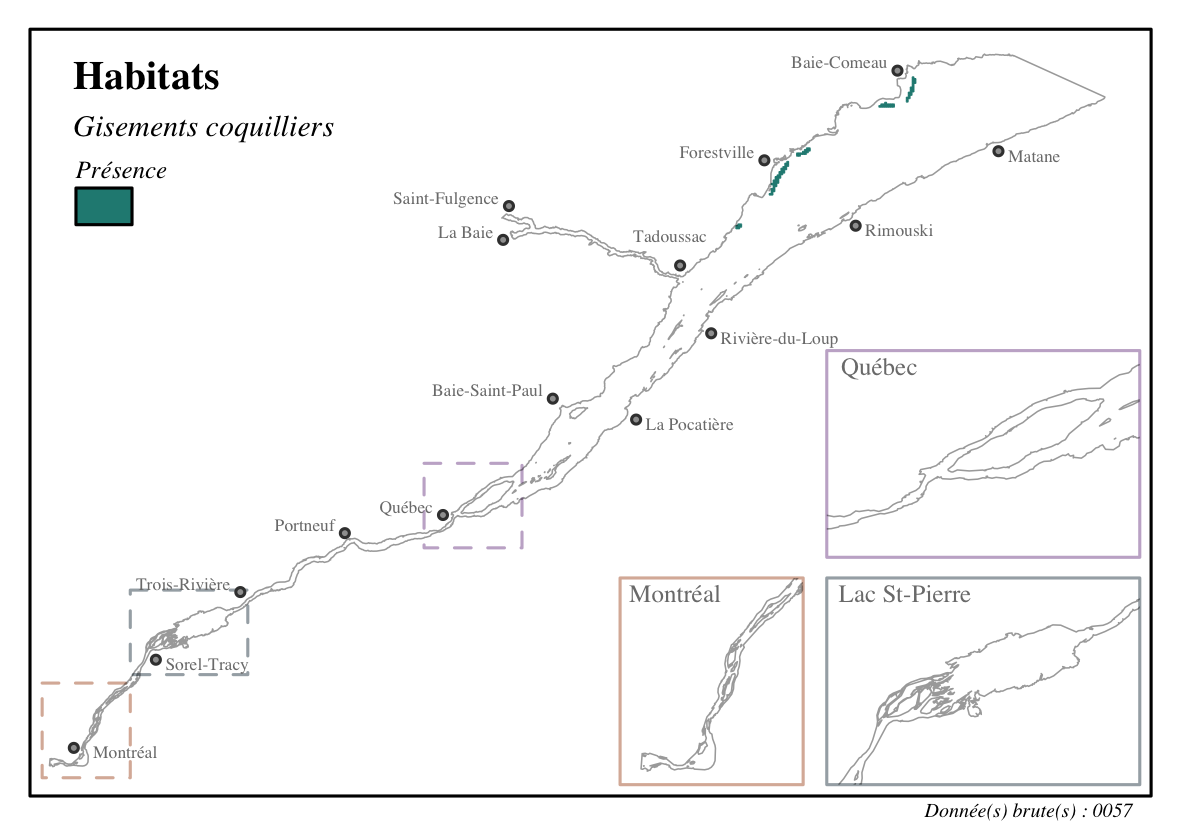 Habitats
Gisements coquilliers
Présence
Baie-Comeau
Forestville
Matane
Saint-Fulgence
La Baie
Tadoussac
Rimouski
Rivière-du-Loup
Baie-Saint-Paul
La Pocatière
Québec
Québec
Portneuf
Trois-Rivière
Sorel-Tracy
Montréal
Montréal
Lac St-Pierre
Donnée(s) brute(s) : 0057